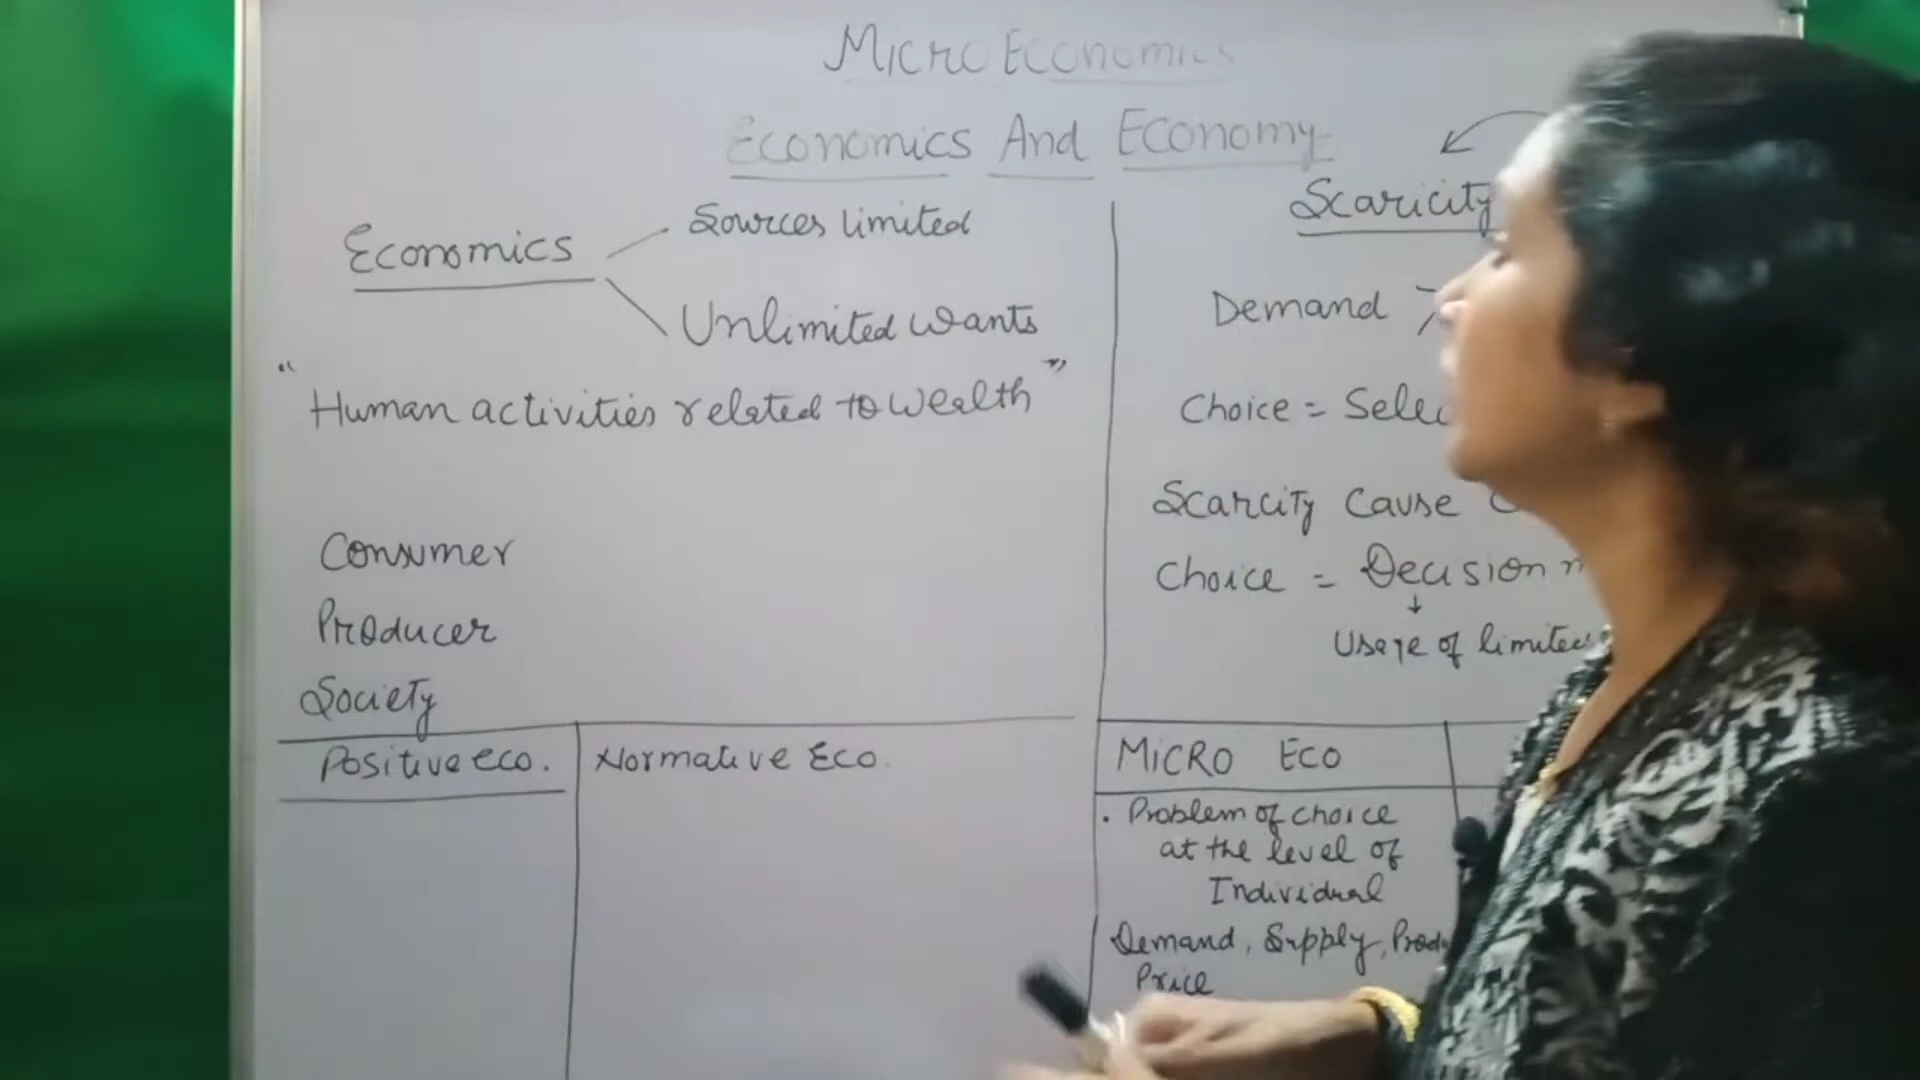 MICRO Economics
Economics And Economy
Economics
Sources limited
Unlimited wants
" Human activities related to wealth "
Consumer
Producer
Society
Positive eco.
Normative Eco.
Scaricity
Demand >
Choice =
Scarcity Cause
Choice = Decision
↓
Usage of
MICRO ECO
. Problem of choice
at the level of
Individual
Demand, Supply,
Price